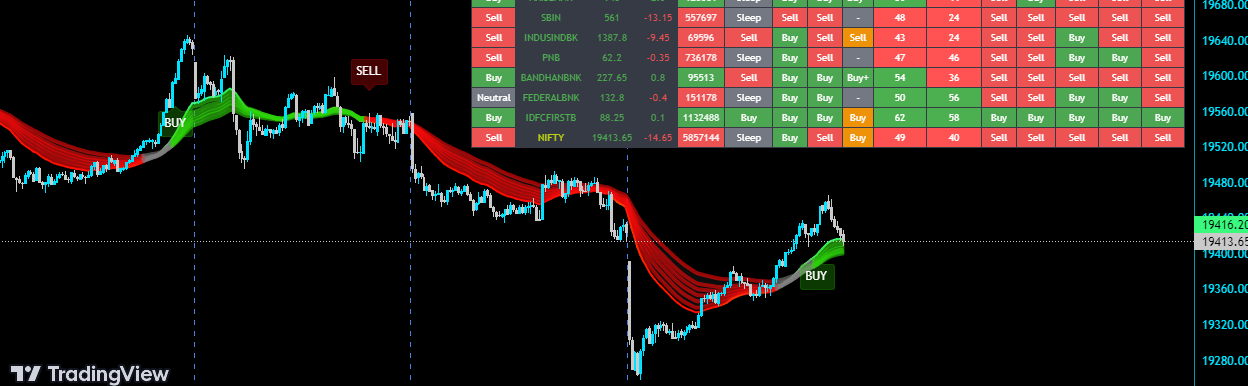 19680.00
Sell SBIN 561 -13.15 557697 Sleep Sell Sell - 48 24 Sell Sell Sell Sell Sell
Sell INDUSINDBK 1387.8 -9.45 69596 Sell Buy Sell Sell 43 24 Sell Sell Buy Sell Sell
Sell PNB 62.2 -0.35 736178 Sleep Buy Sell - 47 46 Sell Sell Buy Buy Sell
Buy BANDHANBNK 227.65 0.8 95513 Sell Buy Buy Buy+ 54 36 Sell Sell Sell Sell Sell
Neutral FEDERALBNK 132.8 -0.4 151178 Sleep Buy Buy - 50 56 Sell Sell Buy Buy Sell
Buy IDFCFIRSTB 88.25 0.1 1132488 Buy Buy Buy Buy 62 58 Buy Buy Buy Buy Buy
Sell NIFTY 19413.65 -14.65 5857144 Sleep Buy Sell Buy 49 40 Sell Sell Sell Sell Sell
19640.00
19600.00
19560.00
19520.00
19480.00
19416.20
19413.65
19400.00
19360.00
19320.00
19280.00
SELL
BUY
BUY
TradingView